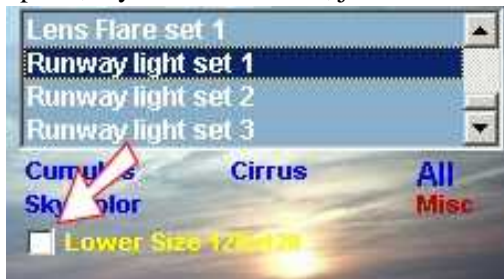 Lens Flare set 1
Runway light set 1
Runway light set 2
Runway light set 3
Cumulus Cirrus All
Sky Color Misc
Lower Size 128x128